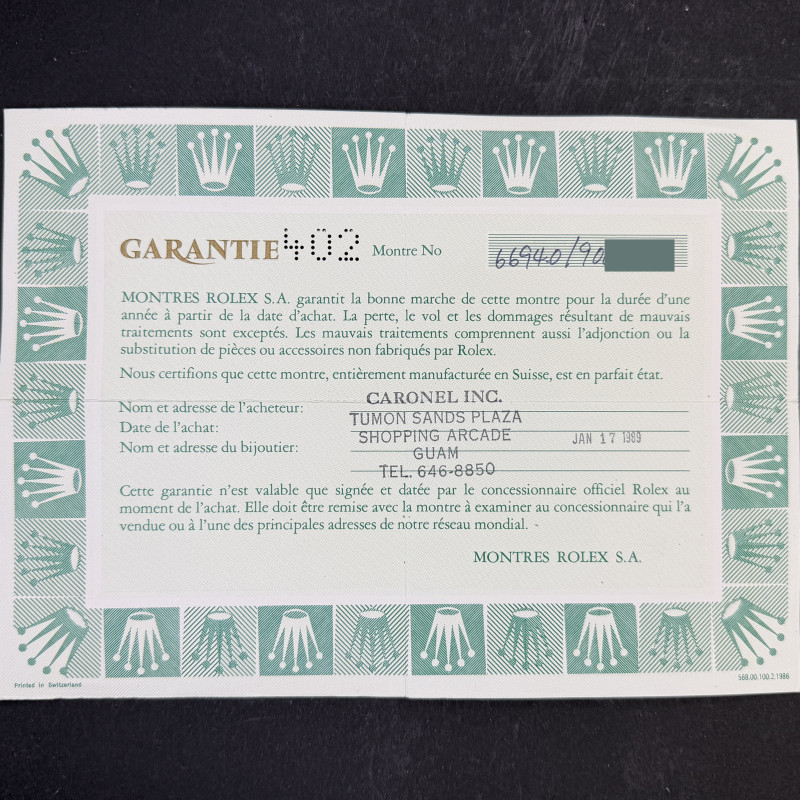 GARANTIE 402 Montre No 66940/90
MONTRES ROLEX S.A. garantit la bonne marche de cette montre pour la durée d'une
année à partir de la date d'achat. La perte, le vol et les dommages résultant de mauvais
traitements sont exceptés. Les mauvais traitements comprennent aussi l'adjonction ou la
substitution de pièces ou accessoires non fabriqués par Rolex.
Nous certifions que cette montre, entièrement manufacturée en Suisse, est en parfait état.
CARONEL INC.
Nom et adresse de l'acheteur:
TUMON SANDS PLAZA
Date de l'achat:
SHOPPING ARCADE JAN 17 1989
Nom et adresse du bijoutier:
GUAM
TEL. 646-8850
Cette garantie n'est valable que signée et datée par le concessionnaire officiel Rolex au
moment de l'achat. Elle doit être remise avec la montre à examiner au concessionnaire qui l'a
vendue ou à l'une des principales adresses de notre réseau mondial.
MONTRES ROLEX S.A.
Printed in Switzerland
568.00.100.2.1986